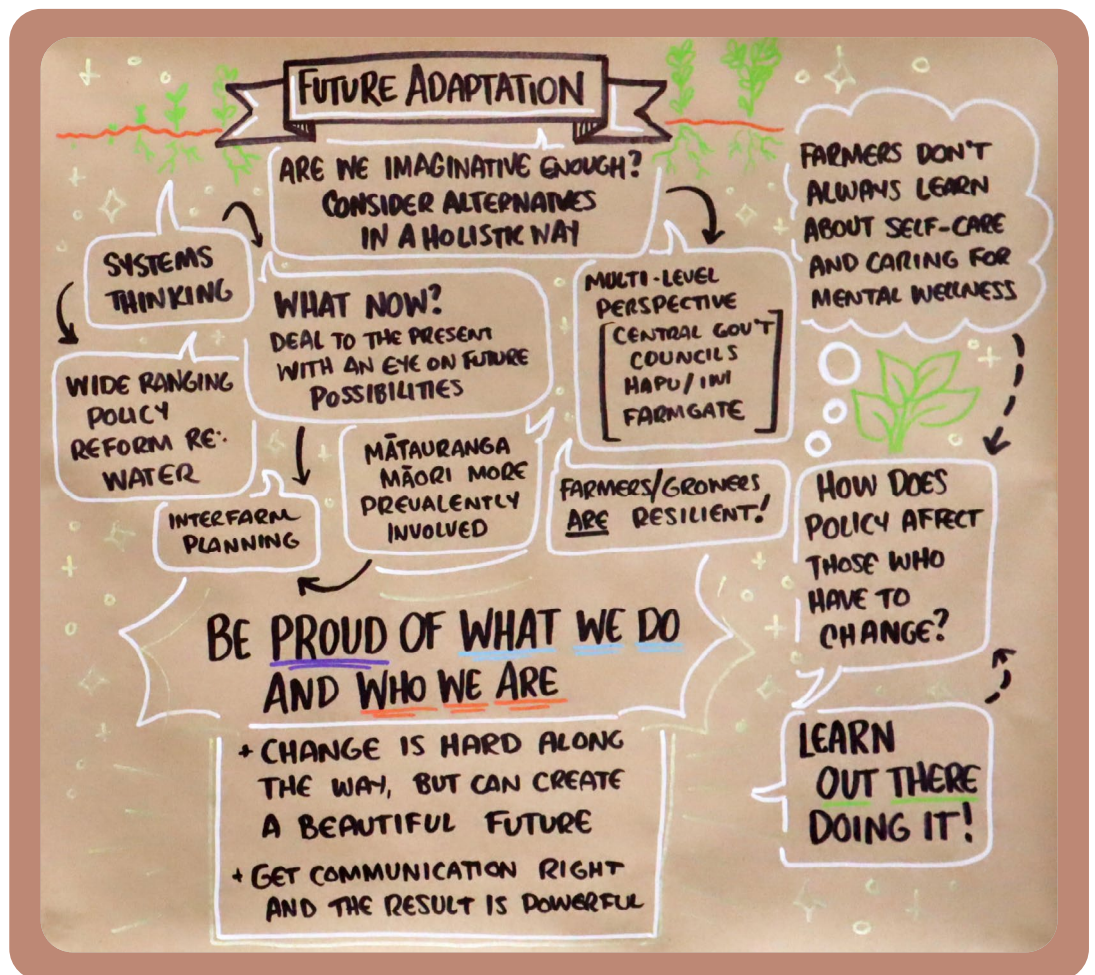 FUTURE ADAPTATION
ARE WE IMAGINATIVE ENOUGH?
CONSIDER ALTERNATIVES
IN A HOLISTIC WAY
SYSTEMS
THINKING
WIDE RANGING
POLICY
REFORM RE:
WATER
WHAT NOW?
DEAL TO THE PRESENT
WITH AN EYE ON FUTURE
POSSIBILITIES
INTERFARM
PLANNING
MĀTAURANGA
MĀORI MORE
PREVALENTLY
INVOLVED
MULTI-LEVEL
PERSPECTIVE
CENTRAL GOV'T
COUNCILS
HAPU/IWI
FARMGATE
FARMERS/GROWERS
ARE RESILIENT!
FARMERS DON'T
ALWAYS LEARN
ABOUT SELF-CARE
AND CARING FOR
MENTAL WELLNESS
HOW DOES
POLICY AFFECT
THOSE WHO
HAVE TO
CHANGE?
LEARN
OUT THERE
DOING IT!
BE PROUD OF WHAT WE DO
AND WHO WE ARE
+ CHANGE IS HARD ALONG
THE WAY, BUT CAN CREATE
A BEAUTIFUL FUTURE
+ GET COMMUNICATION RIGHT
AND THE RESULT IS POWERFUL